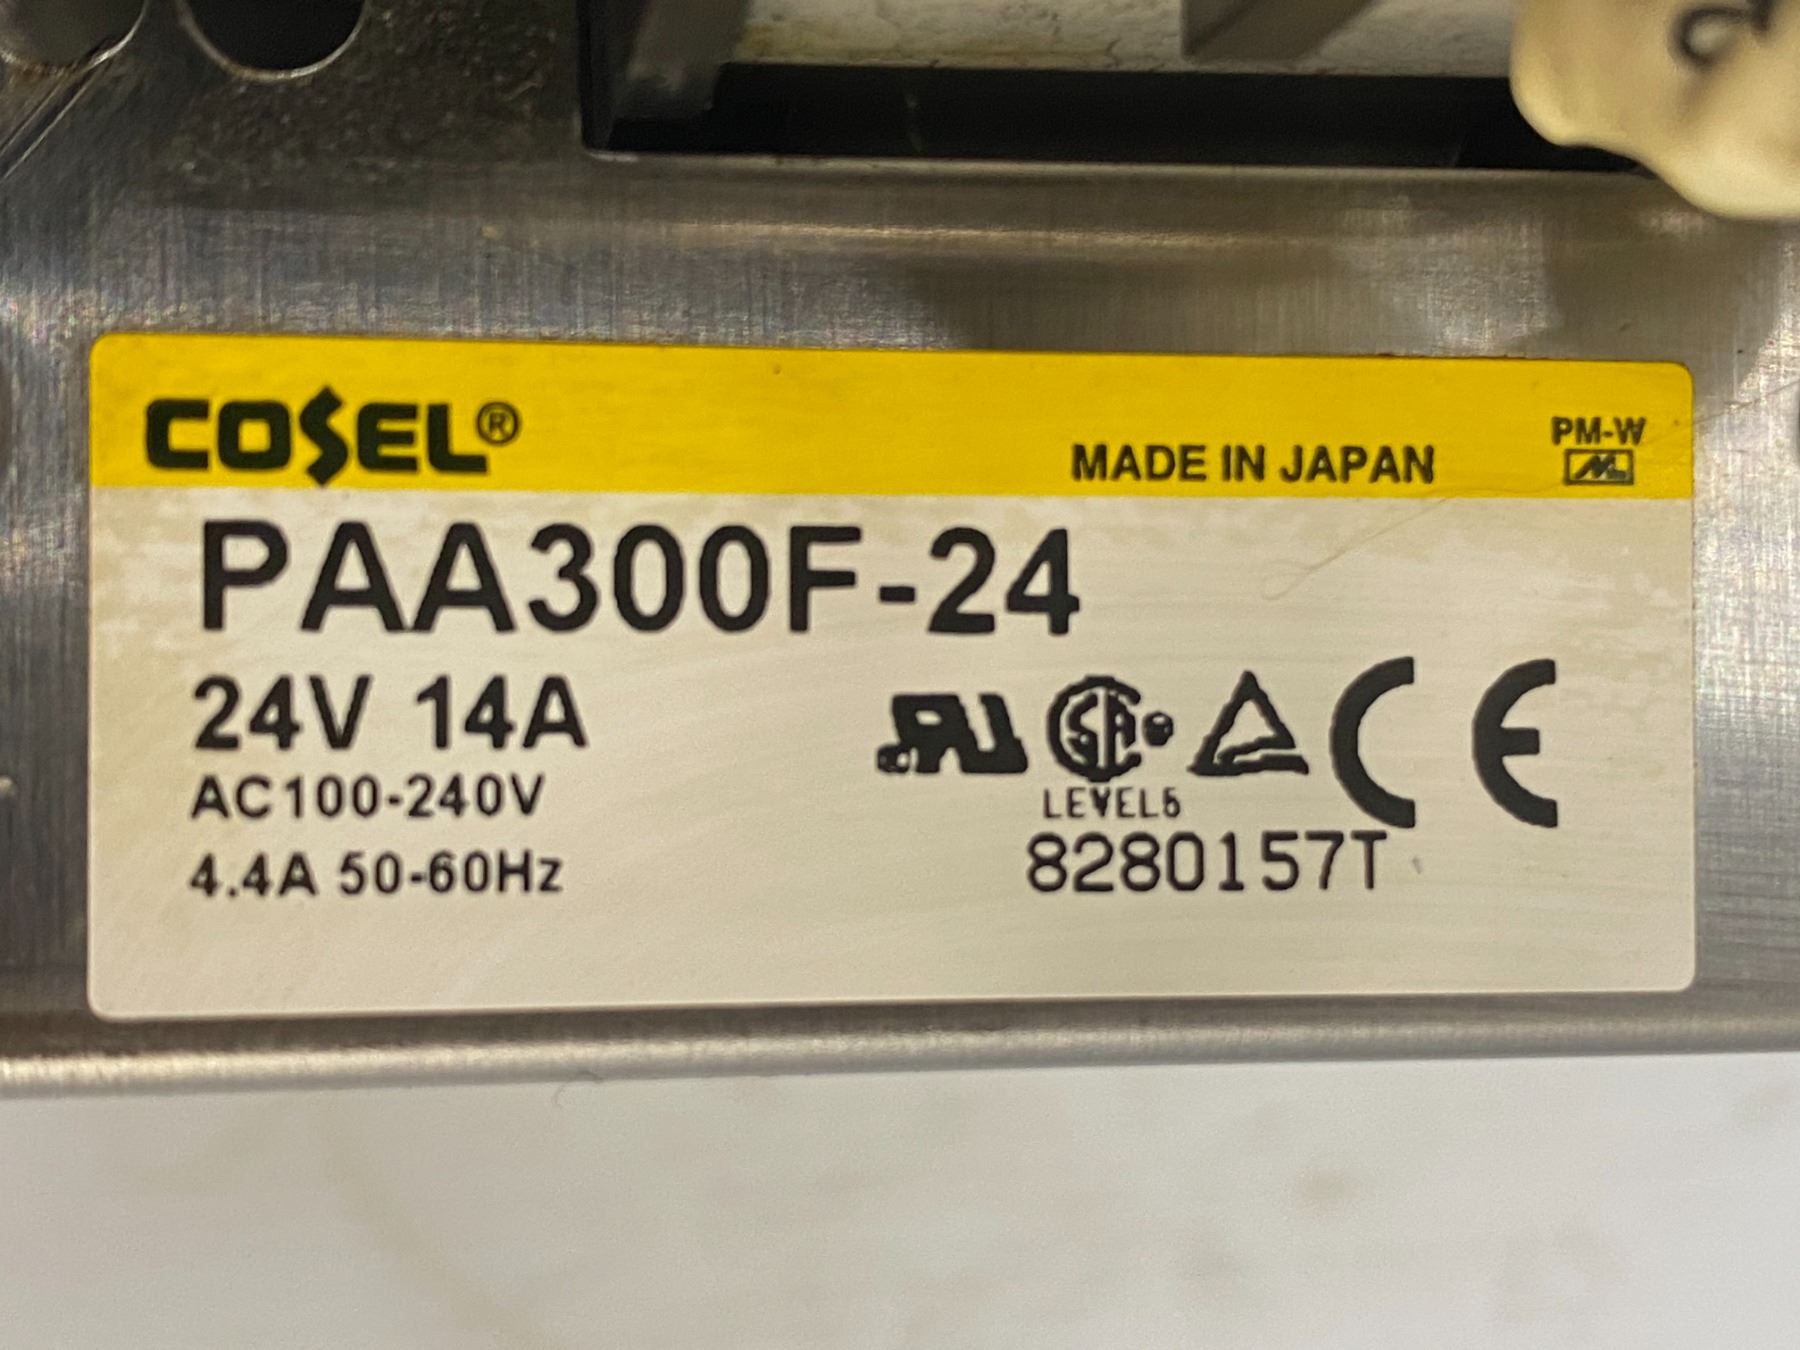 COSEL®
MADE IN JAPAN
PM-W
PAA300F-24
24V 14A
AC100-240V
4.4A 50-60Hz
LEVEL5
8280157T